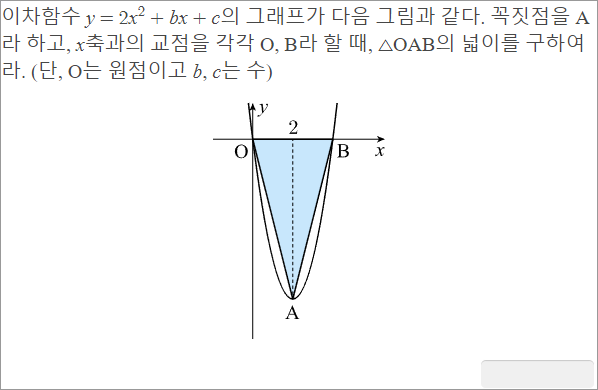 이차함수 y = 2x² + bx + c의 그래프가 다음 그림과 같다. 꼭짓점을 A
라 하고, x축과의 교점을 각각 O, B라 할 때, △OAB의 넓이를 구하여
라. (단, O는 원점이고 b, c는 수)
y
2
O
B
x
A